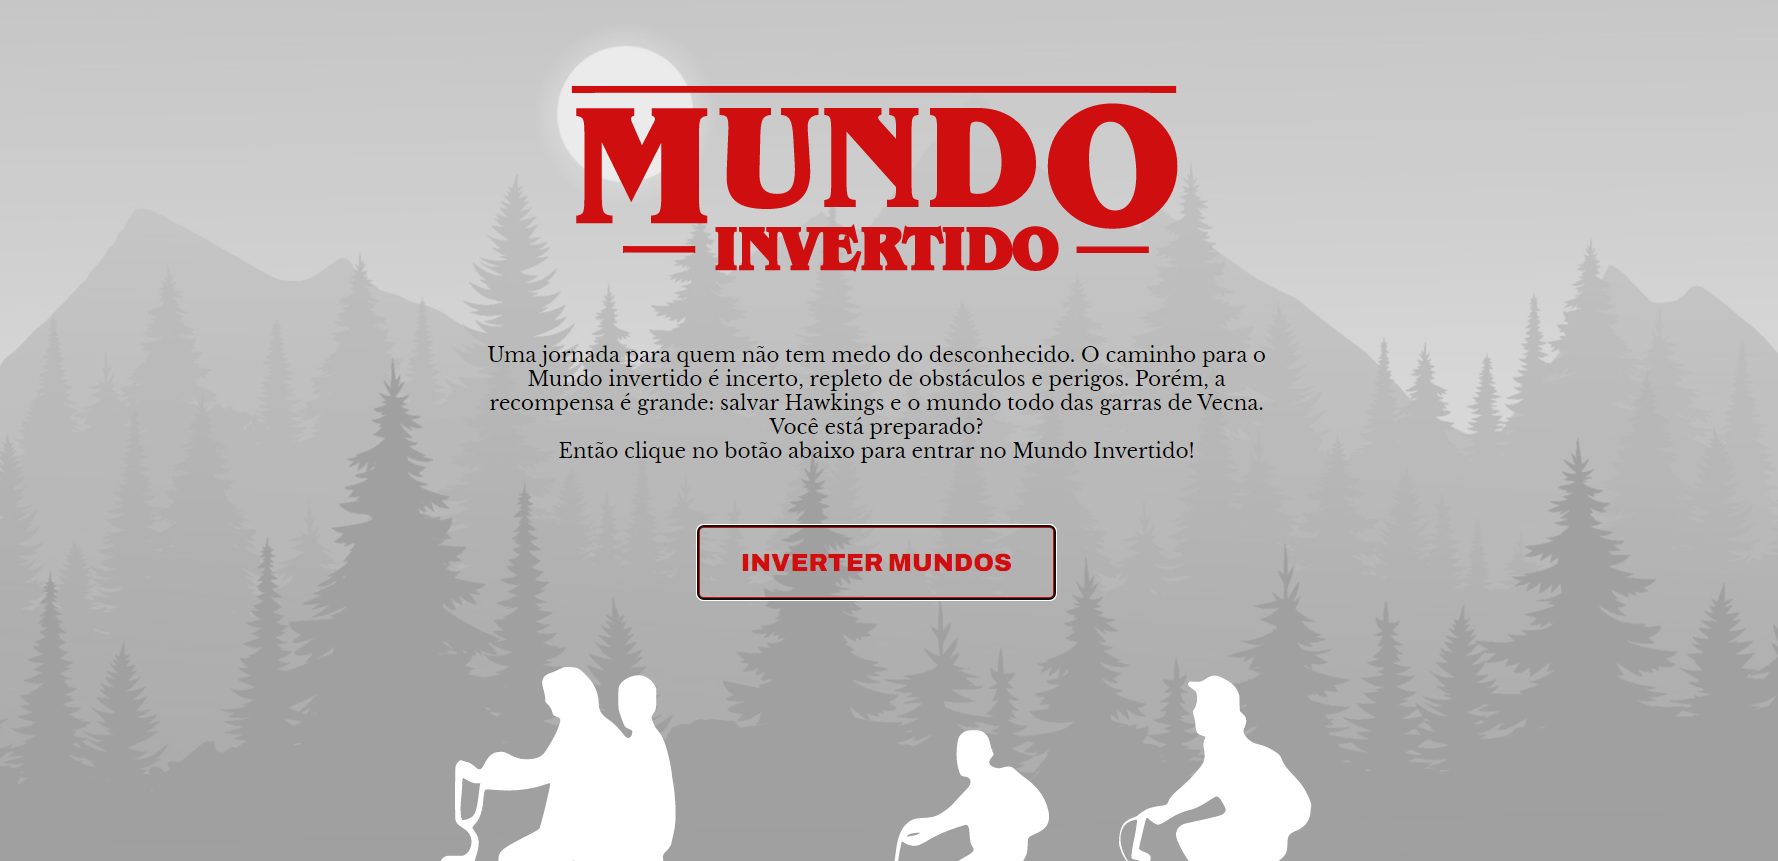 MUNDO
INVERTIDO
Uma jornada para quem não tem medo do desconhecido. O caminho para o
Mundo invertido é incerto, repleto de obstáculos e perigos. Porém, a
recompensa é grande: salvar Hawkings e o mundo todo das garras de Vecna.
Você está preparado?
Então clique no botão abaixo para entrar no Mundo Invertido!
INVERTER MUNDOS